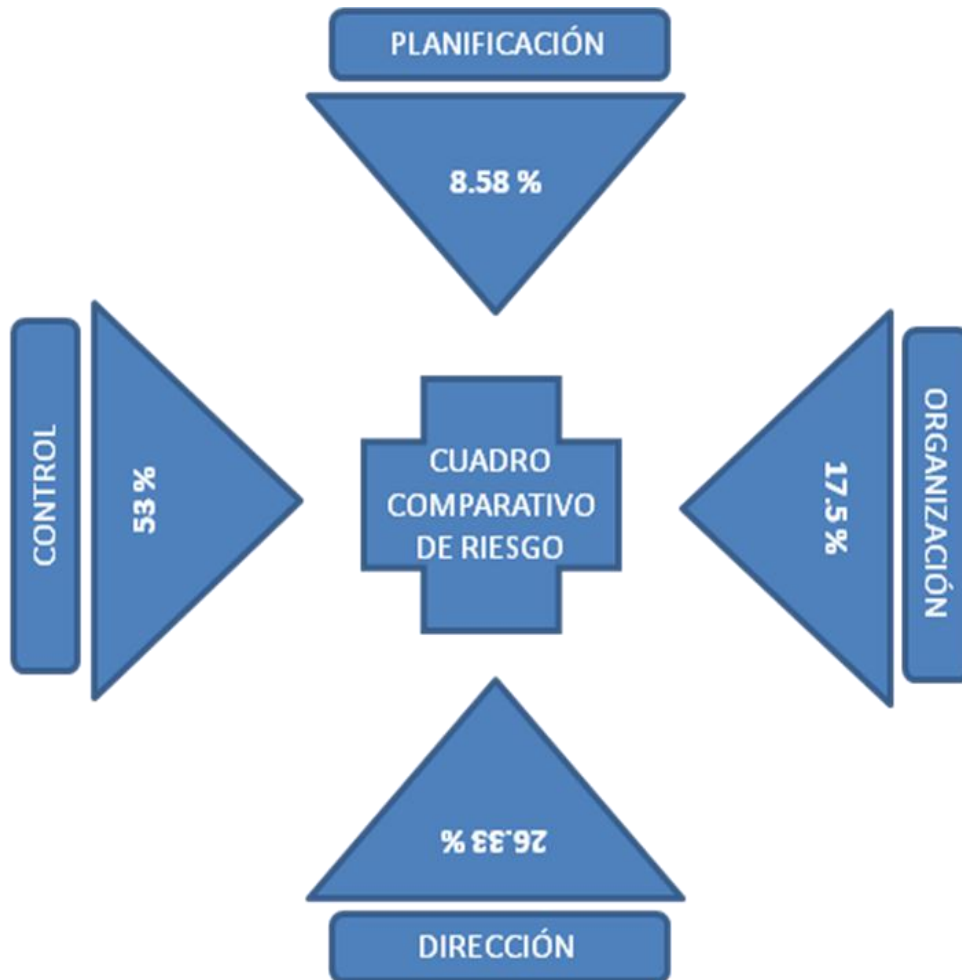 PLANIFICACIÓN
8.58 %
CONTROL
53 %
CUADRO
COMPARATIVO
DE RIESGO
17.5 %
ORGANIZACIÓN
26.33 %
DIRECCIÓN